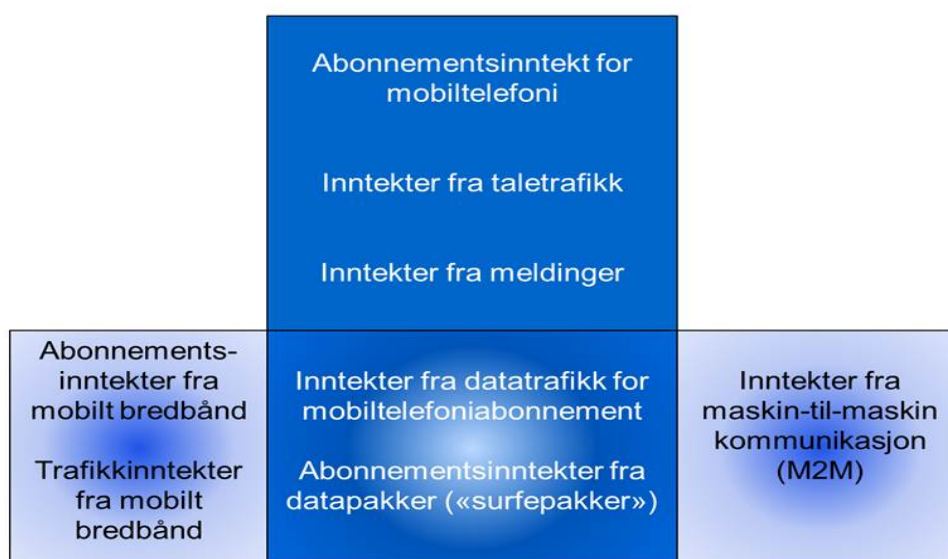 Abonnementsinntekt for
mobiltelefoni
Inntekter fra taletrafikk
Inntekter fra meldinger
Abonnements-
inntekter fra
mobilt bredbånd
Trafikkinntekter
fra mobilt
bredbånd
Inntekter fra datatrafikk for
mobiltelefoniabonnement
Abonnementsinntekter fra
datapakker («surfepakker»)
Inntekter fra
maskin-til-maskin
kommunikasjon
(M2M)